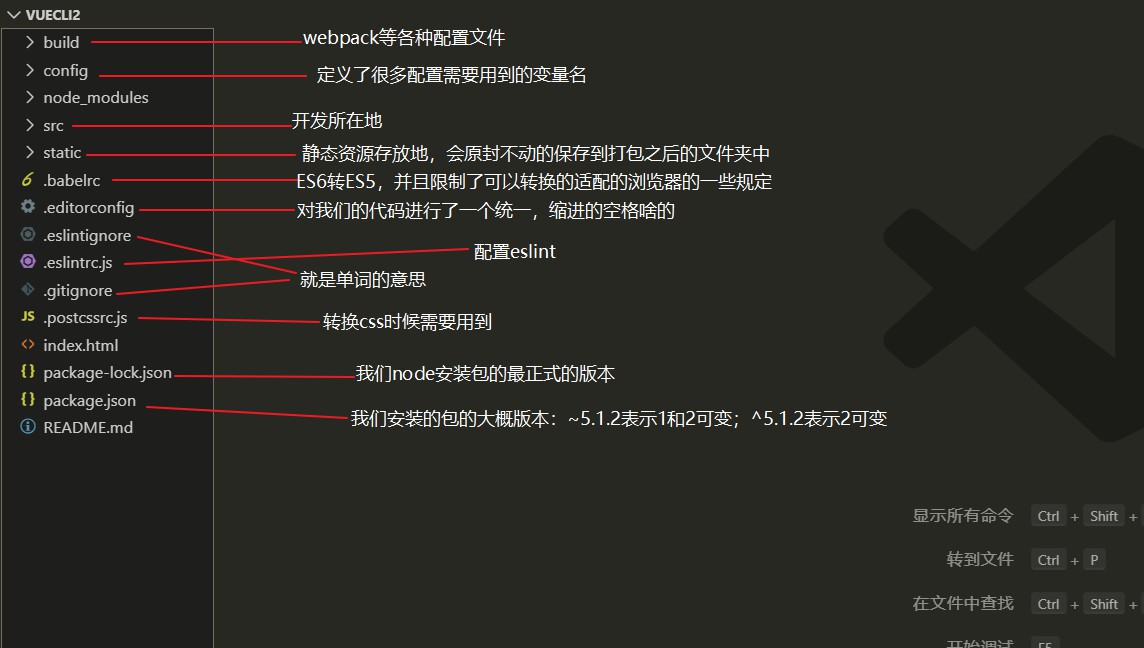 VUECLI2
build
webpack等各种配置文件
config
定义了很多配置需要用到的变量名
node_modules
src
开发所在地
static
静态资源存放地，会原封不动的保存到打包之后的文件夹中
.babelrc
ES6转ES5，并且限制了可以转换的适配的浏览器的一些规定
.editorconfig
对我们的代码进行了一个统一，缩进的空格啥的
.eslintignore
配置eslint
.eslintrc.js
就是单词的意思
.gitignore
.postcssrc.js
转换css时候需要用到
index.html
package-lock.json
我们node安装包的最正式的版本
package.json
我们安装的包的大概版本：~5.1.2表示1和2可变；^5.1.2表示2可变
README.md
显示所有命令 Ctrl + Shift +
转到文件 Ctrl + P
在文件中查找 Ctrl + Shift +
开始调试 F5